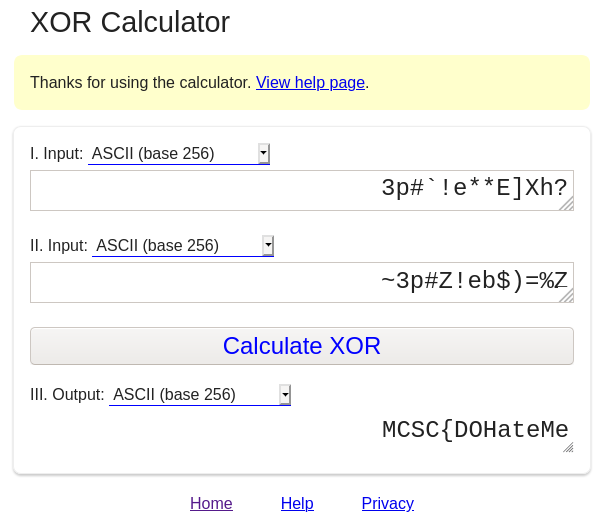 XOR Calculator
Thanks for using the calculator. View help page.
I. Input: ASCII (base 256)
3p#`!e**E]Xh?
II. Input: ASCII (base 256)
~3p#Z!eb$)=%Z
Calculate XOR
III. Output: ASCII (base 256)
MCSC{DOHateMe
Home Help Privacy